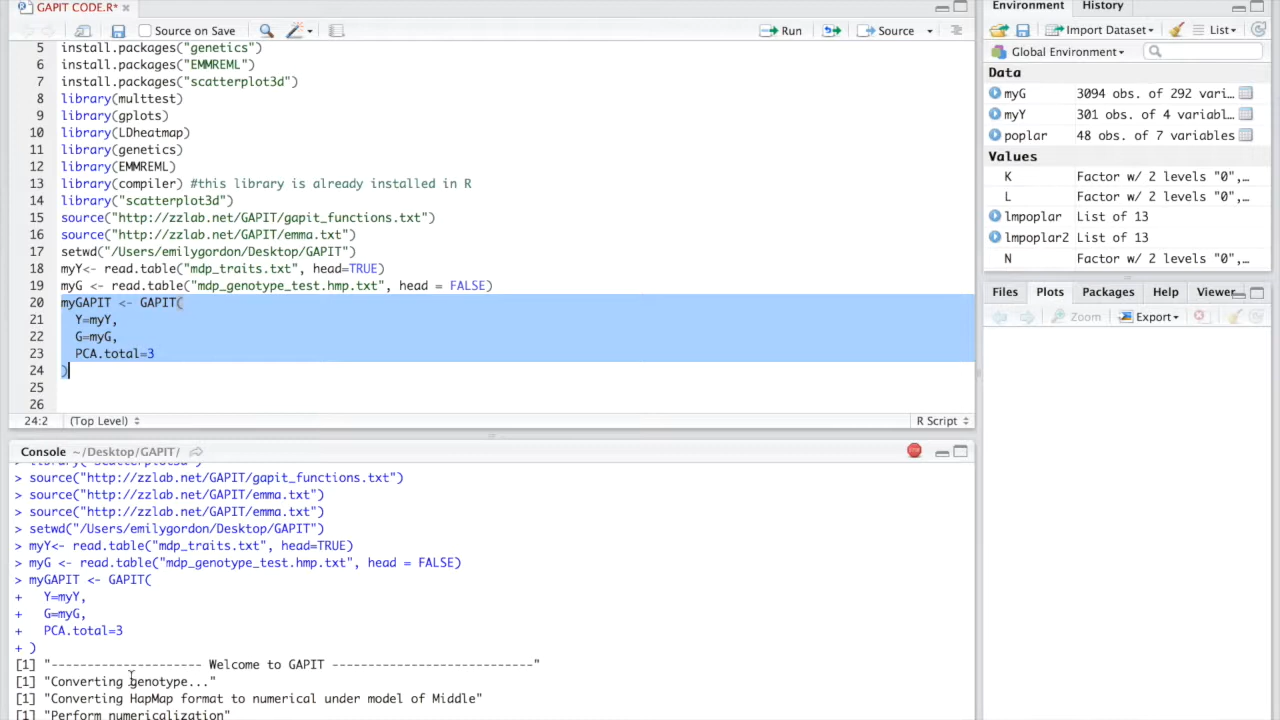 GAPIT CODE.R* ×
Source on Save
Run
Source
5 install.packages("genetics")
6 install.packages("EMMREML")
7 install.packages("scatterplot3d")
8 library(multtest)
9 library(gplots)
10 library(LDheatmap)
11 library(genetics)
12 library(EMMREML)
13 library(compiler) #this library is already installed in R
14 library("scatterplot3d")
15 source("http://zzlab.net/GAPIT/gapit_functions.txt")
16 source("http://zzlab.net/GAPIT/emma.txt")
17 setwd("/Users/emilygordon/Desktop/GAPIT")
18 myY<- read.table("mdp_traits.txt", head=TRUE)
19 myG <- read.table("mdp_genotype_test.hmp.txt", head = FALSE)
20 myGAPIT <- GAPIT(
21 Y=myY,
22 G=myG,
23 PCA.total=3
24 )
25
26
24:2 (Top Level) R Script
Console ~/Desktop/GAPIT/
> library("scatterplot3d")
> source("http://zzlab.net/GAPIT/gapit_functions.txt")
> source("http://zzlab.net/GAPIT/emma.txt")
> source("http://zzlab.net/GAPIT/emma.txt")
> setwd("/Users/emilygordon/Desktop/GAPIT")
> myY<- read.table("mdp_traits.txt", head=TRUE)
> myG <- read.table("mdp_genotype_test.hmp.txt", head = FALSE)
> myGAPIT <- GAPIT(
+ Y=myY,
+ G=myG,
+ PCA.total=3
+ )
[1] "--------------------- Welcome to GAPIT ----------------------------"
[1] "Converting genotype..."
[1] "Converting HapMap format to numerical under model of Middle"
[1] "Perform numericalization"
Environment History
Import Dataset List
Global Environment
Data
myG 3094 obs. of 292 vari…
myY 301 obs. of 4 variabl…
poplar 48 obs. of 7 variables
Values
K Factor w/ 2 levels "0",…
L Factor w/ 2 levels "0",…
lmpoplar List of 13
lmpoplar2 List of 13
N Factor w/ 2 levels "0",…
Files Plots Packages Help Viewer
Zoom Export